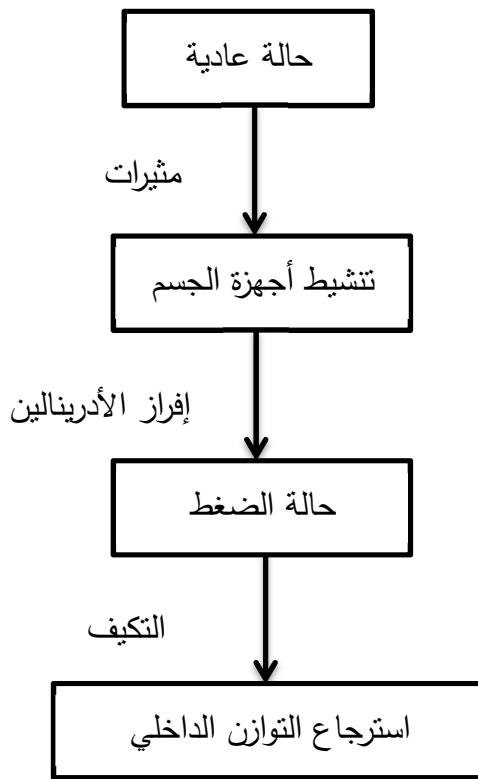 حالة عادية
مثيرات
تنشيط أجهزة الجسم
إفراز الأدرينالين
حالة الضغط
التكيف
استرجاع التوازن الداخلي